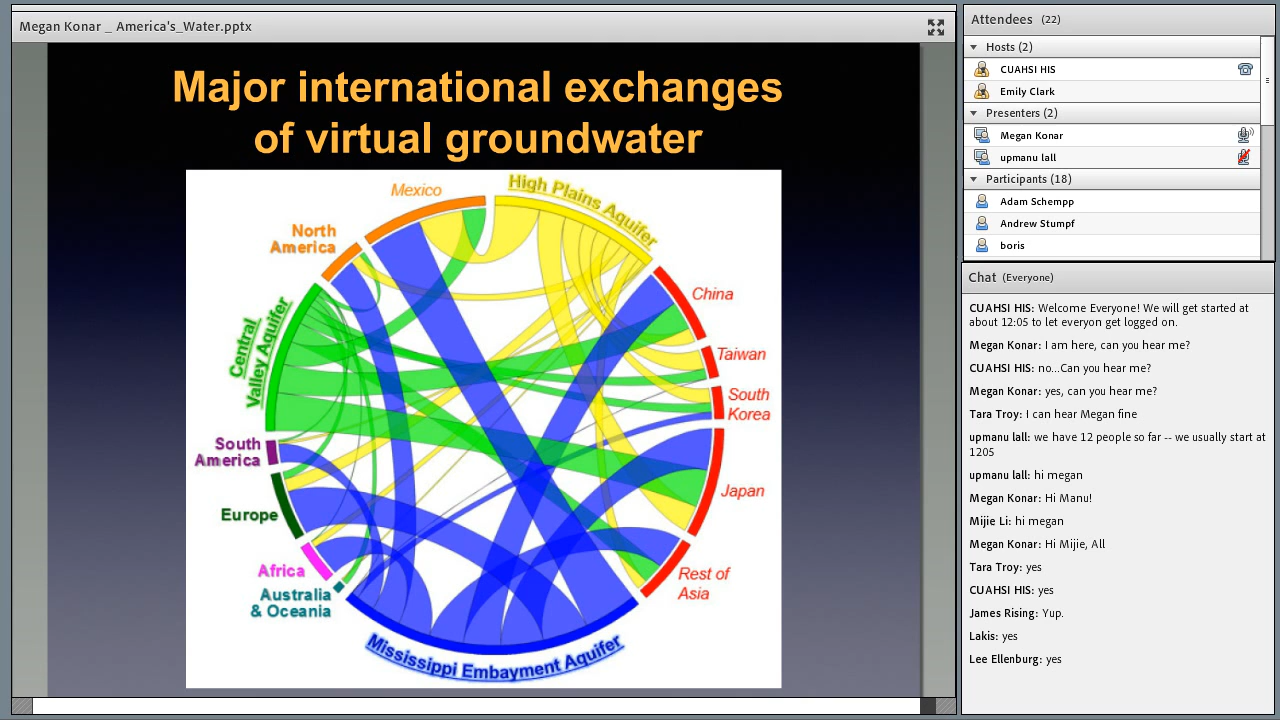 Megan Konar _ America's_Water.pptx
Major international exchanges
of virtual groundwater
Mexico
High Plains Aquifer
North
America
China
Central
Valley Aquifer
Taiwan
South
Korea
South
America
Japan
Europe
Africa
Rest of
Asia
Australia
& Oceania
Mississippi Embayment Aquifer
Attendees (22)
Hosts (2)
CUAHSI HIS
Emily Clark
Presenters (2)
Megan Konar
upmanu lall
Participants (18)
Adam Schempp
Andrew Stumpf
boris
Chat (Everyone)
CUAHSI HIS: Welcome Everyone! We will get started at
about 12:05 to let everyon get logged on.
Megan Konar: I am here, can you hear me?
CUAHSI HIS: no...Can you hear me?
Megan Konar: yes, can you hear me?
Tara Troy: I can hear Megan fine
upmanu lall: we have 12 people so far -- we usually start at
1205
upmanu lall: hi megan
Megan Konar: Hi Manu!
Mijie Li: hi megan
Megan Konar: Hi Mijie, All
Tara Troy: yes
CUAHSI HIS: yes
James Rising: Yup.
Lakis: yes
Lee Ellenburg: yes